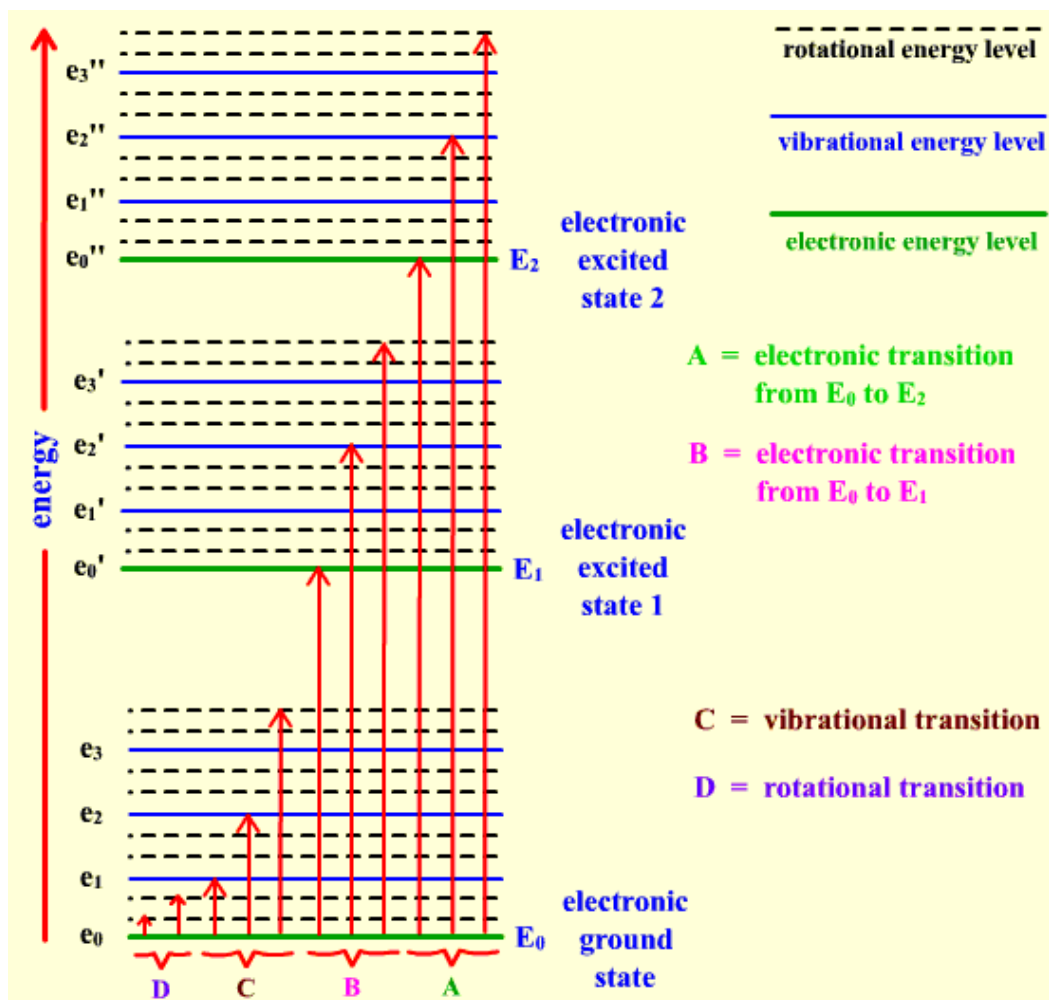 rotational energy level
vibrational energy level
electronic energy level
e₃''
e₂''
e₁''
e₀''
E₂
electronic
excited
state 2
A = electronic transition
from E₀ to E₂
B = electronic transition
from E₀ to E₁
e₃'
e₂'
e₁'
e₀'
E₁
electronic
excited
state 1
energy
C = vibrational transition
D = rotational transition
e₃
e₂
e₁
e₀
E₀
electronic
ground
state
D
C
B
A